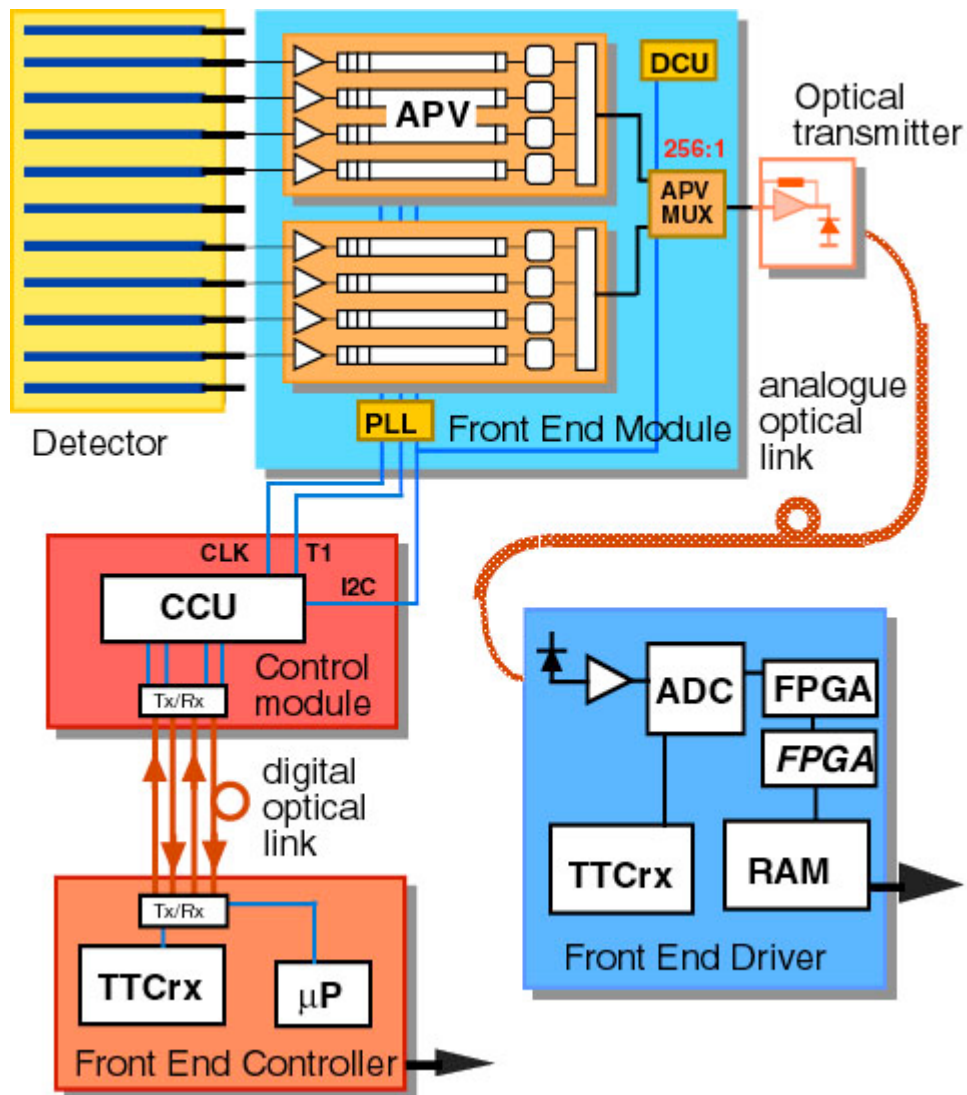 DCU
APV
256:1
APV
MUX
Optical
transmitter
Detector
PLL
Front End Module
analogue
optical
link
CLK
T1
I2C
CCU
Control
module
Tx/Rx
digital
optical
link
Tx/Rx
TTCrx
μP
Front End Controller
ADC
FPGA
FPGA
TTCrx
RAM
Front End Driver